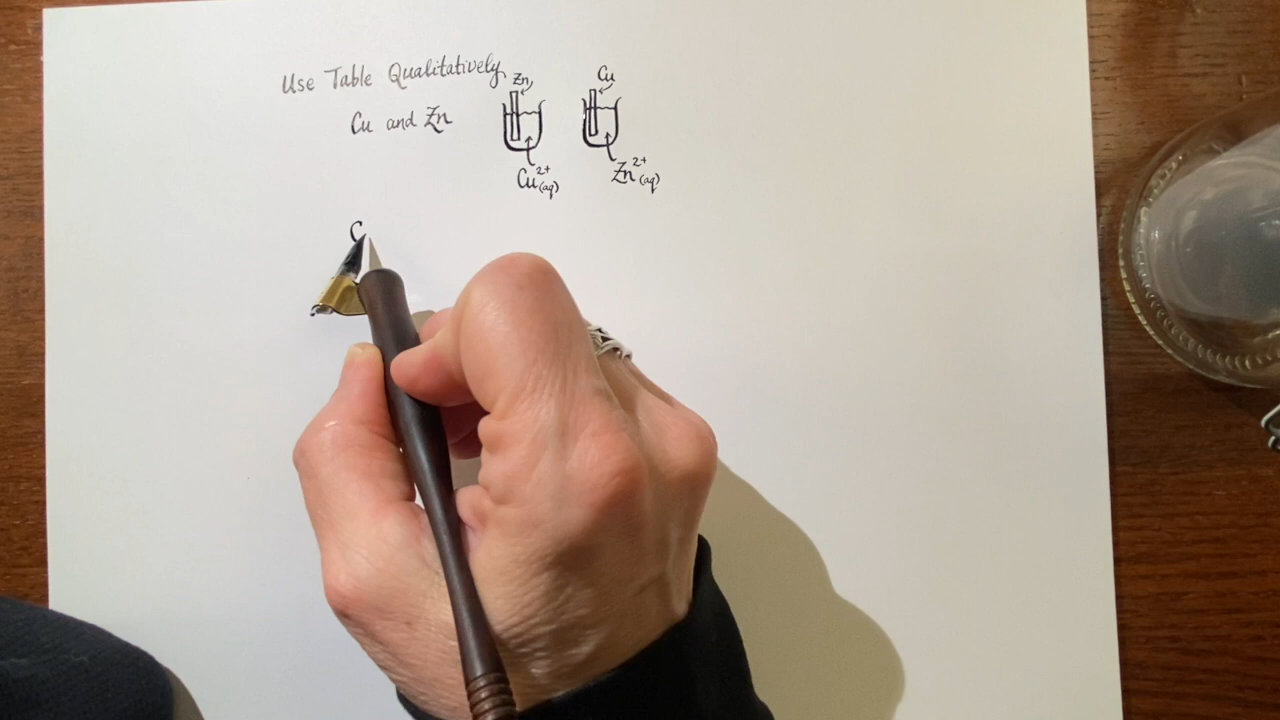 Use Table Qualitatively
Cu and Zn
Zn
Cu
Cu²⁺(aq)
Zn²⁺(aq)
C